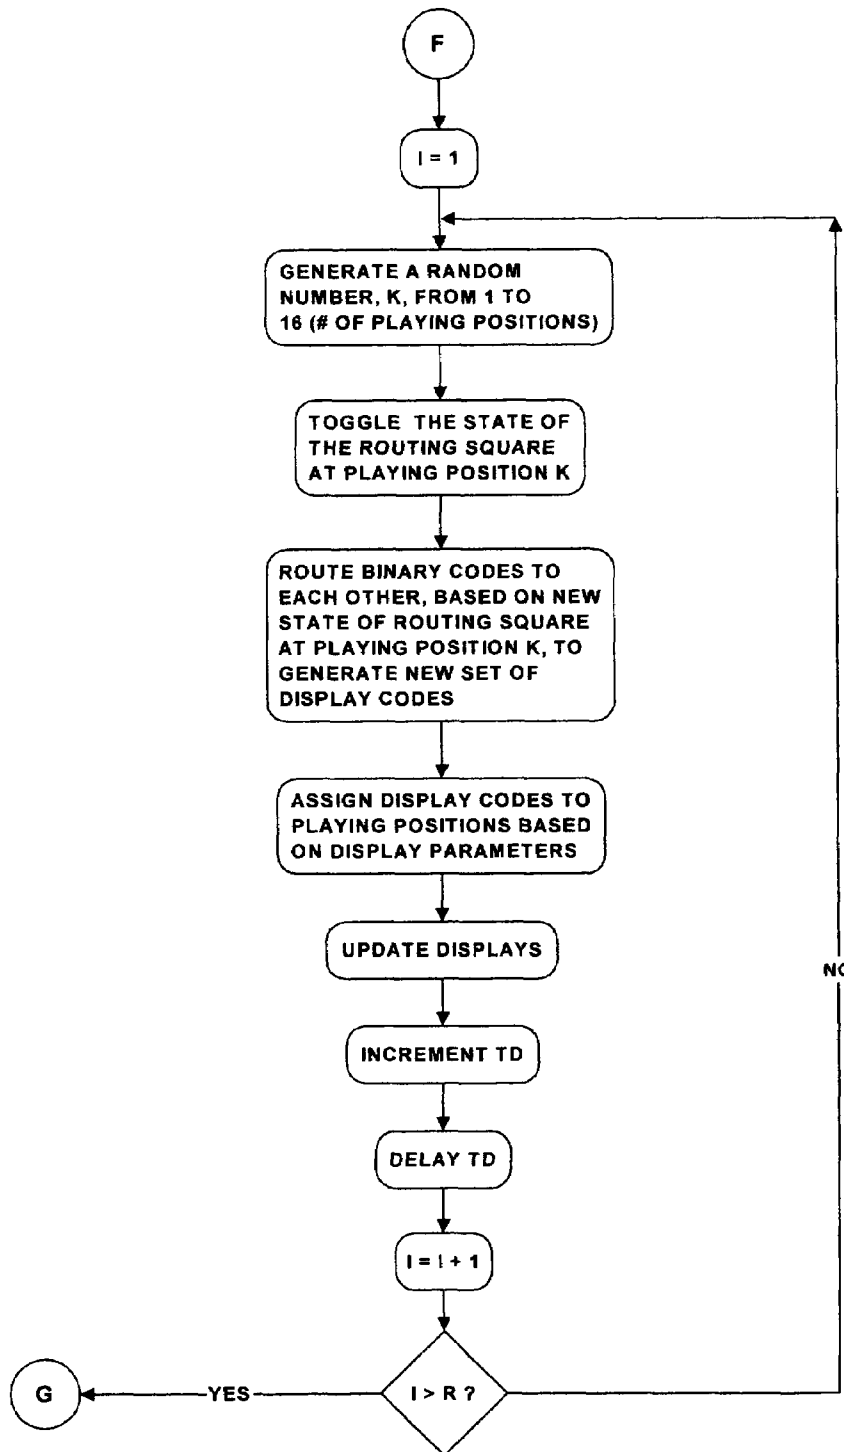 F
I = 1
GENERATE A RANDOM
NUMBER, K, FROM 1 TO
16 (# OF PLAYING POSITIONS)
TOGGLE THE STATE OF
THE ROUTING SQUARE
AT PLAYING POSITION K
ROUTE BINARY CODES TO
EACH OTHER, BASED ON NEW
STATE OF ROUTING SQUARE
AT PLAYING POSITION K, TO
GENERATE NEW SET OF
DISPLAY CODES
ASSIGN DISPLAY CODES TO
PLAYING POSITIONS BASED
ON DISPLAY PARAMETERS
UPDATE DISPLAYS
NO
INCREMENT TD
DELAY TD
I = I + 1
G
YES
I > R ?